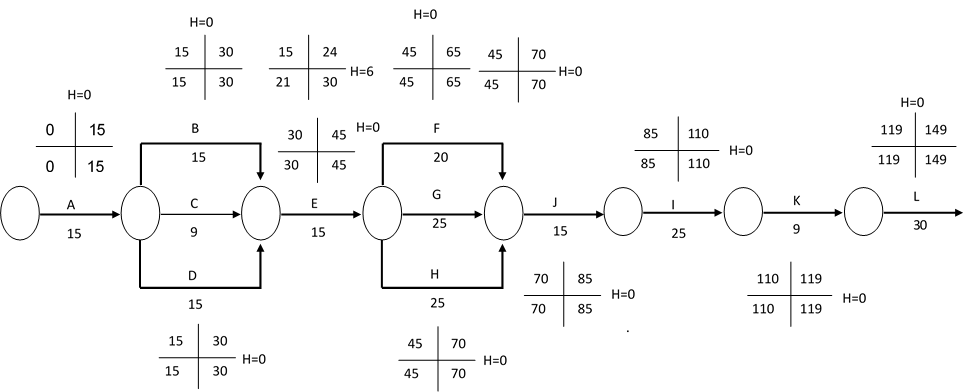 H=0
H=0
15 30
15 30
15 24
21 30
H=6
45 65
45 65
45 70
45 70
H=0
H=0
0 15
0 15
H=0
119 149
119 149
B
15
30 45
30 45
H=0
F
20
85 110
85 110
H=0
A
15
C
9
E
15
G
25
J
15
I
25
K
9
L
30
D
15
H
25
70 85
70 85
H=0
110 119
110 119
H=0
15 30
15 30
H=0
45 70
45 70
H=0
.